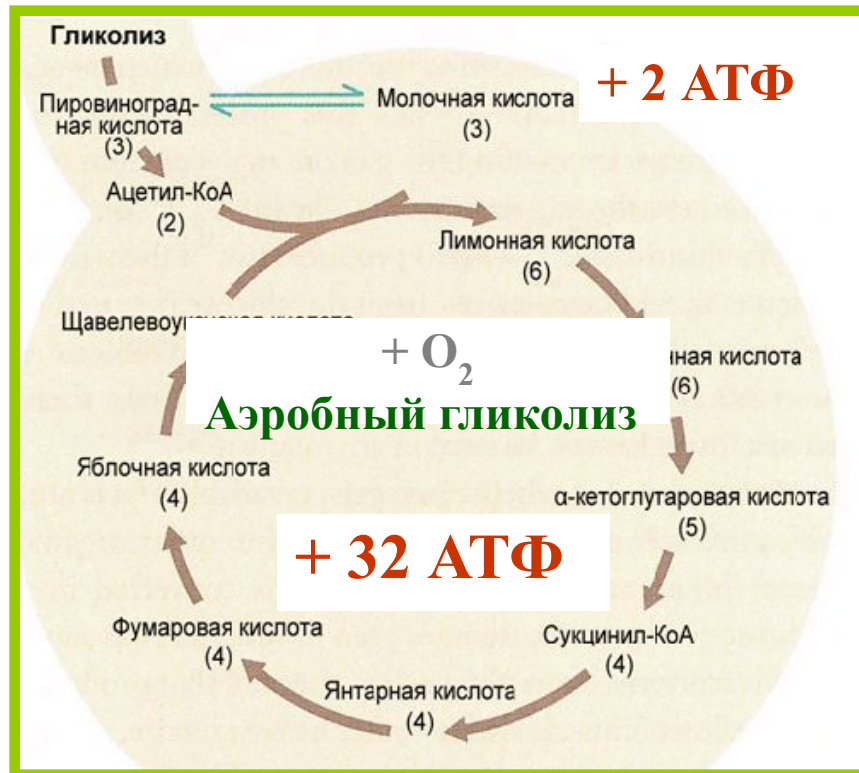 Гликолиз
+ 2 АТФ
Пировиноград-
ная кислота
(3)
Молочная кислота
(3)
Ацетил-КоА
(2)
Лимонная кислота
(6)
+ O2
Аэробный гликолиз
кислота
(6)
Яблочная кислота
(4)
α-кетоглутаровая кислота
(5)
+ 32 АТФ
Фумаровая кислота
(4)
Сукцинил-КоА
(4)
Янтарная кислота
(4)